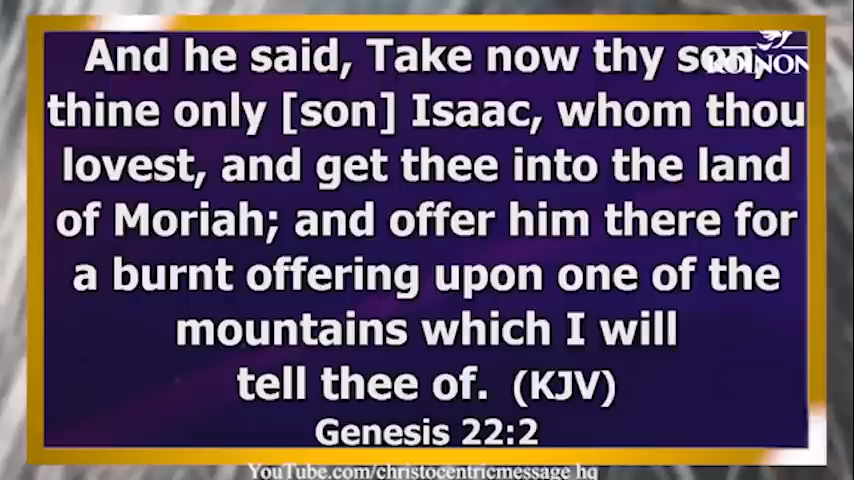 And he said, Take now thy son,
thine only [son] Isaac, whom thou
lovest, and get thee into the land
of Moriah; and offer him there for
a burnt offering upon one of the
mountains which I will
tell thee of. (KJV)
Genesis 22:2
YouTube.com/christocentricmessage hq